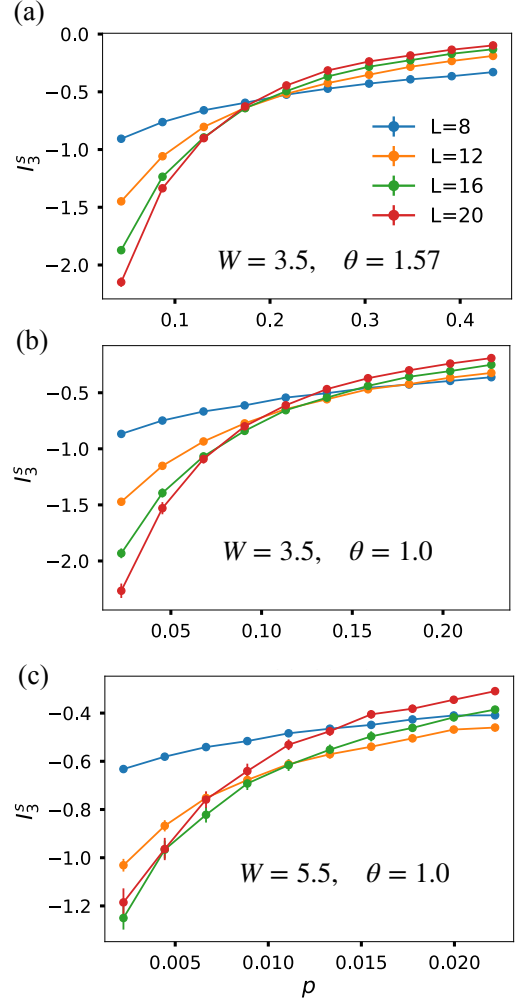 (a)
0.0
−0.5
−1.0
−1.5
−2.0
I₃ˢ
L=8
L=12
L=16
L=20
W = 3.5, θ = 1.57
0.1 0.2 0.3 0.4
(b)
−0.5
−1.0
−1.5
−2.0
I₃ˢ
W = 3.5, θ = 1.0
0.05 0.10 0.15 0.20
(c)
−0.4
−0.6
−0.8
−1.0
−1.2
I₃ˢ
W = 5.5, θ = 1.0
0.005 0.010 0.015 0.020
p